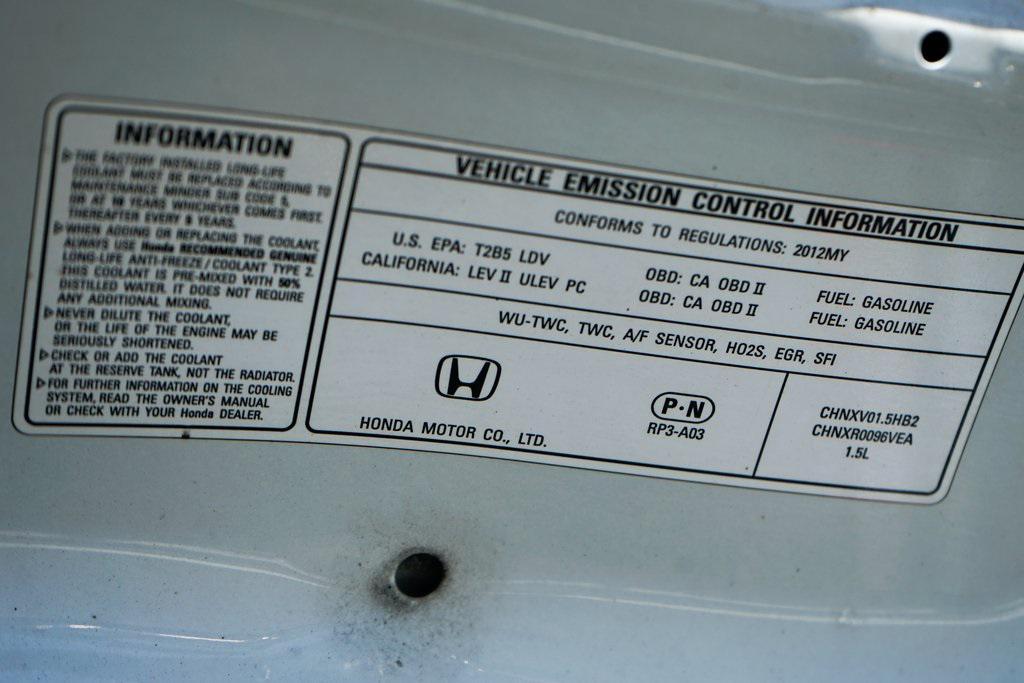 INFORMATION
▷THE FACTORY INSTALLED LONG-LIFE
COOLANT MUST BE REPLACED ACCORDING TO
MAINTENANCE MINDER SUB CODE 5,
OR AT 10 YEARS WHICHEVER COMES FIRST.
THEREAFTER EVERY 5 YEARS.
▷WHEN ADDING OR REPLACING THE COOLANT,
ALWAYS USE Honda RECOMMENDED GENUINE
LONG-LIFE ANTI-FREEZE/COOLANT TYPE 2.
THIS COOLANT IS PRE-MIXED WITH 50%
DISTILLED WATER. IT DOES NOT REQUIRE
ANY ADDITIONAL MIXING.
▷NEVER DILUTE THE COOLANT,
OR THE LIFE OF THE ENGINE MAY BE
SERIOUSLY SHORTENED.
▷CHECK OR ADD THE COOLANT
AT THE RESERVE TANK, NOT THE RADIATOR.
▷FOR FURTHER INFORMATION ON THE COOLING
SYSTEM, READ THE OWNER'S MANUAL
OR CHECK WITH YOUR Honda DEALER.
VEHICLE EMISSION CONTROL INFORMATION
CONFORMS TO REGULATIONS: 2012MY
U.S. EPA: T2B5 LDV OBD: CA OBD II FUEL: GASOLINE
CALIFORNIA: LEV II ULEV PC OBD: CA OBD II FUEL: GASOLINE
WU-TWC, TWC, A/F SENSOR, HO2S, EGR, SFI
HONDA MOTOR CO., LTD.
P·N
RP3-A03
CHNXV01.5HB2
CHNXR0096VEA
1.5L